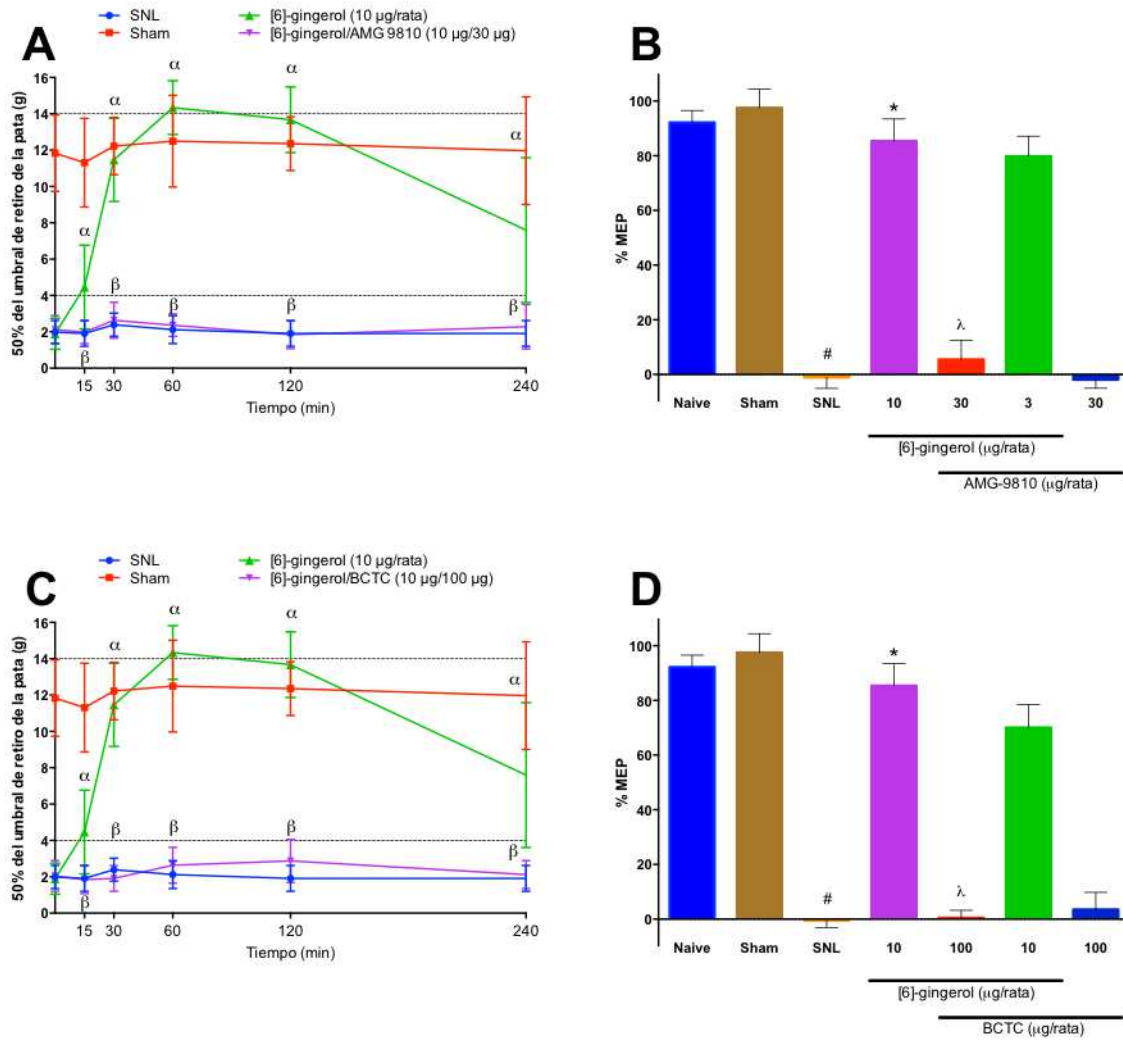 A
SNL
[6]-gingerol (10 µg/rata)
Sham
[6]-gingerol/AMG 9810 (10 µg/30 µg)
50% del umbral de retiro de la pata (g)
16
14
12
10
8
6
4
2
0
α
α
α
α
α
β
β
β
β
β
15
30
60
120
240
Tiempo (min)
B
% MEP
100
80
60
40
20
0
*
#
λ
Naive
Sham
SNL
10
30
3
30
[6]-gingerol (µg/rata)
AMG-9810 (µg/rata)
C
SNL
[6]-gingerol (10 µg/rata)
Sham
[6]-gingerol/BCTC (10 µg/100 µg)
50% del umbral de retiro de la pata (g)
16
14
12
10
8
6
4
2
0
α
α
α
α
α
β
β
β
β
β
15
30
60
120
240
Tiempo (min)
D
% MEP
100
80
60
40
20
0
*
#
λ
Naive
Sham
SNL
10
100
10
100
[6]-gingerol (µg/rata)
BCTC (µg/rata)